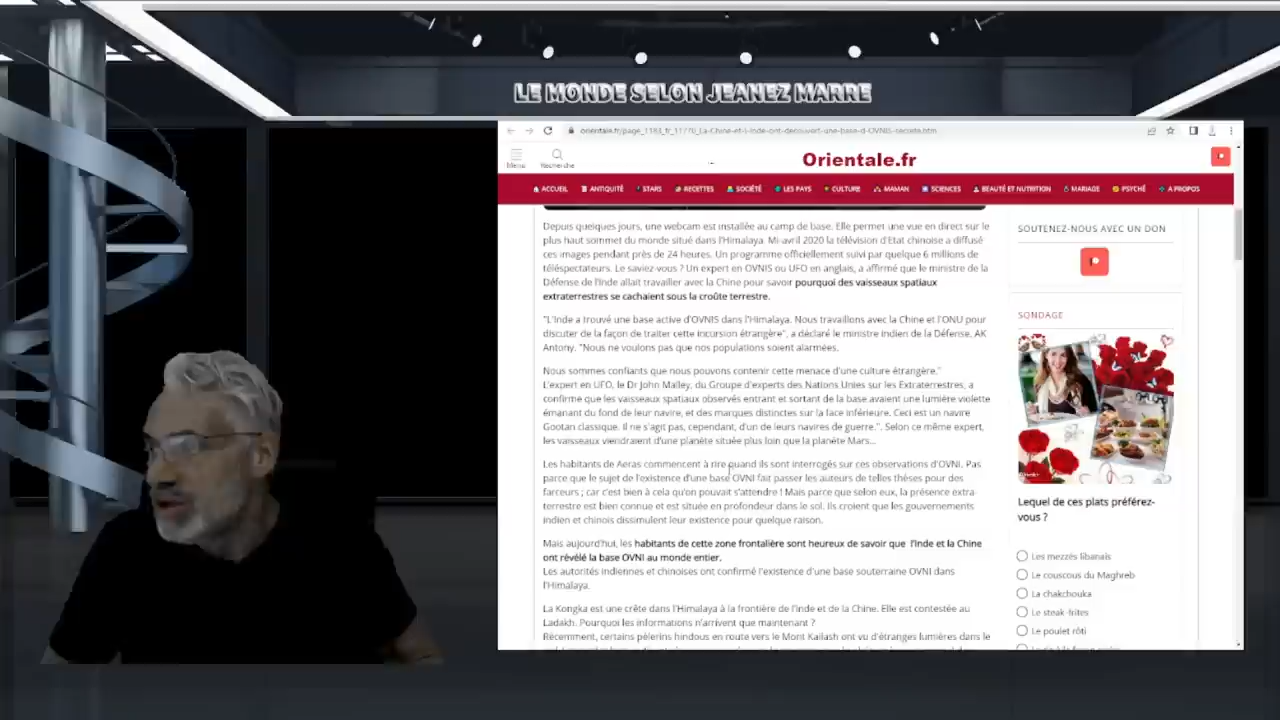 LE MONDE SELON JEANEZ MARRE
orientale.fr/page_1183_fr_11770_La-Chine-et-l-Inde-ont-decouvert-une-base-d-OVNIS-secrete.htm
Menu
Recherche
Orientale.fr
ACCUEIL ANTIQUITÉ STARS RECETTES SOCIÉTÉ LES PAYS CULTURE MAMAN SCIENCES BEAUTÉ ET NUTRITION MARIAGE PSYCHÉ A PROPOS
Depuis quelques jours, une webcam est installée au camp de base. Elle permet une vue en direct sur le
plus haut sommet du monde situé dans l'Himalaya. Mi-avril 2020 la télévision d'Etat chinoise a diffusé
ces images pendant près de 24 heures. Un programme officiellement suivi par quelque 6 millions de
téléspectateurs. Le saviez-vous ? Un expert en OVNIS ou UFO en anglais, a affirmé que le ministre de la
Défense de l'Inde allait travailler avec la Chine pour savoir pourquoi des vaisseaux spatiaux
extraterrestres se cachaient sous la croûte terrestre.
"L'Inde a trouvé une base active d'OVNIS dans l'Himalaya. Nous travaillons avec la Chine et l'ONU pour
discuter de la façon de traiter cette incursion étrangère", a déclaré le ministre indien de la Défense, AK
Antony. "Nous ne voulons pas que nos populations soient alarmées.
Nous sommes confiants que nous pouvons contenir cette menace d'une culture étrangère."
L'expert en UFO, le Dr John Malley, du Groupe d'experts des Nations Unies sur les Extraterrestres, a
confirmé que les vaisseaux spatiaux observés entrant et sortant de la base avaient une lumière violette
émanant du fond de leur navire, et des marques distinctes sur la face inférieure. Ceci est un navire
Gootan classique. Il ne s'agit pas, cependant, d'un de leurs navires de guerre.". Selon ce même expert,
les vaisseaux viendraient d'une planète située plus loin que la planète Mars...
Les habitants de Aeras commencent à rire quand ils sont interrogés sur ces observations d'OVNI. Pas
parce que le sujet de l'existence d'une base OVNI fait passer les auteurs de telles thèses pour des
farceurs ; car c'est bien à cela qu'on pouvait s'attendre ! Mais parce que selon eux, la présence extra-
terrestre est bien connue et est située en profondeur dans le sol. Ils croient que les gouvernements
indien et chinois dissimulent leur existence pour quelque raison.
Mais aujourd'hui, les habitants de cette zone frontalière sont heureux de savoir que l'Inde et la Chine
ont révélé la base OVNI au monde entier.
Les autorités indiennes et chinoises ont confirmé l'existence d'une base souterraine OVNI dans
l'Himalaya.
La Kongka est une crête dans l'Himalaya à la frontière de l'Inde et de la Chine. Elle est contestée au
Ladakh. Pourquoi les informations n'arrivent que maintenant ?
Récemment, certains pèlerins hindous en route vers le Mont Kailash ont vu d'étranges lumières dans le
SOUTENEZ-NOUS AVEC UN DON
SONDAGE
Lequel de ces plats préférez-
vous ?
Les mezzés libanais
Le couscous du Maghreb
La chakchouka
Le steak-frites
Le poulet rôti